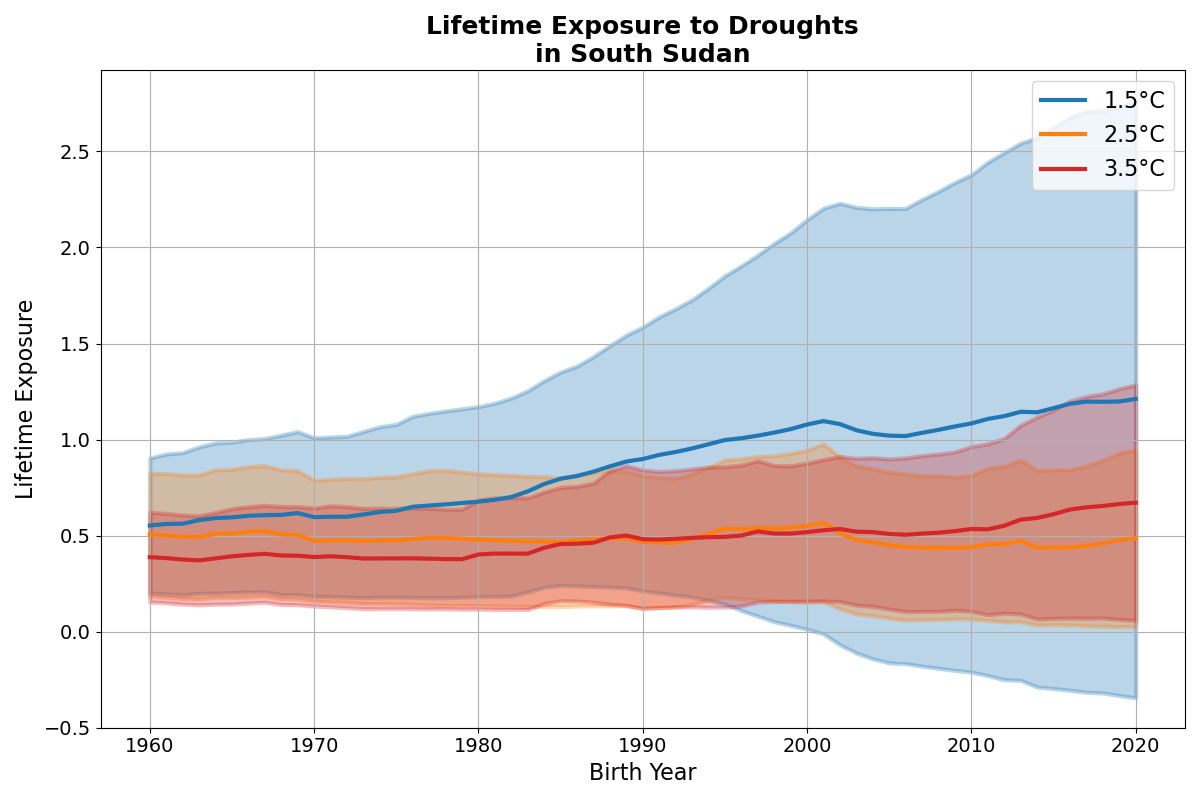 Lifetime Exposure to Droughts
in South Sudan
1.5°C
2.5°C
3.5°C
Lifetime Exposure
2.5
2.0
1.5
1.0
0.5
0.0
−0.5
1960 1970 1980 1990 2000 2010 2020
Birth Year